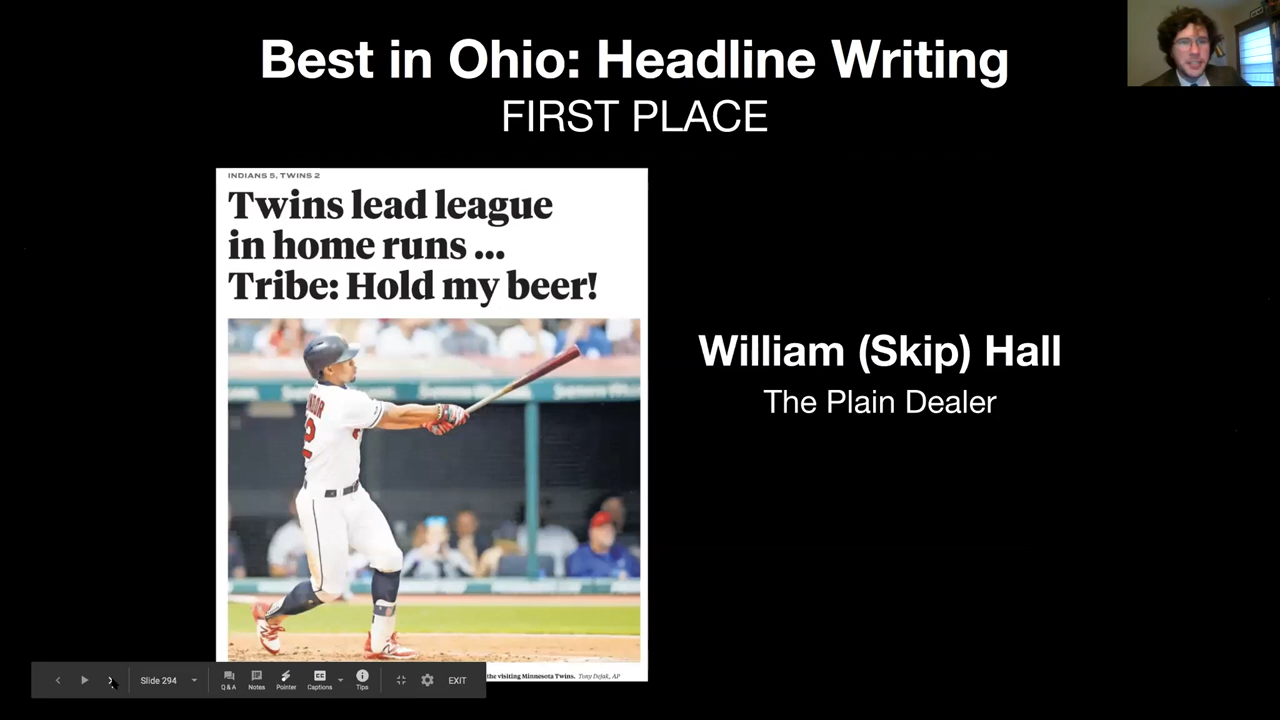 Best in Ohio: Headline Writing
FIRST PLACE
INDIANS 5, TWINS 2
Twins lead league
in home runs ...
Tribe: Hold my beer!
William (Skip) Hall
The Plain Dealer
the visiting Minnesota Twins. Tony Dejak, AP
Slide 294
Q & A
Notes
Pointer
Captions
Tips
EXIT